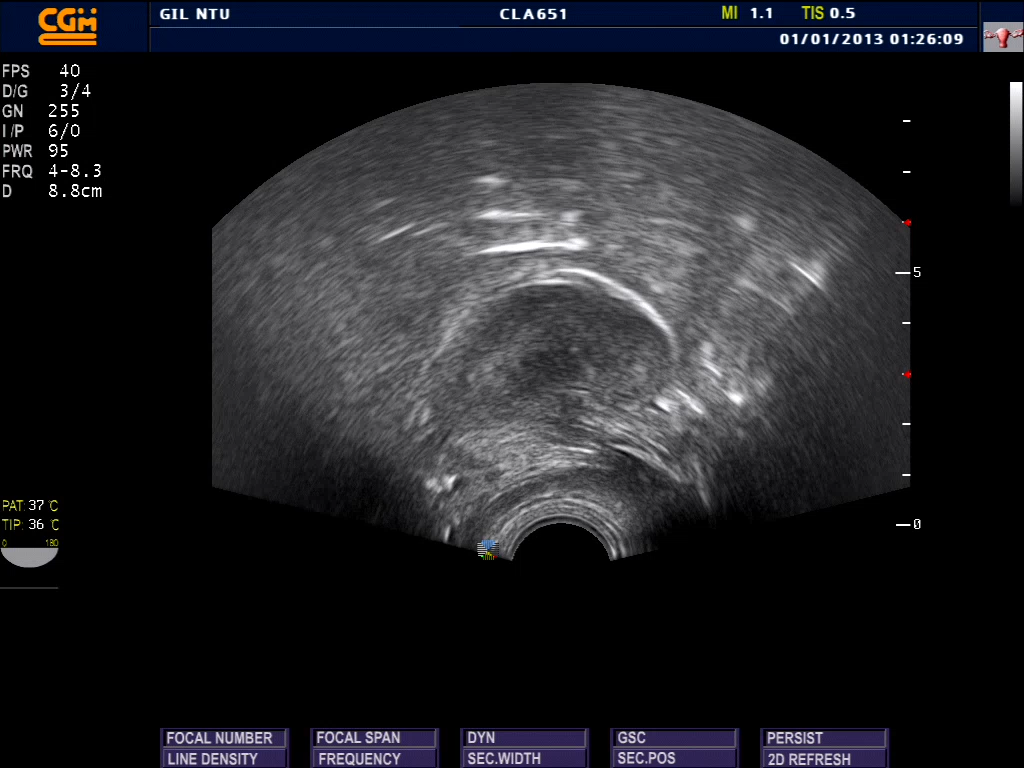 CGM
GIL NTU CLA651 MI 1.1 TIS 0.5
01/01/2013 01:26:09
FPS 40
D/G 3/4
GN 255
I/P 6/0
PWR 95
FRQ 4-8.3
D 8.8cm
5
PAT: 37 °C
TIP: 36 °C
0 180
0
FOCAL NUMBER FOCAL SPAN DYN GSC PERSIST
LINE DENSITY FREQUENCY SEC.WIDTH SEC.POS 2D REFRESH